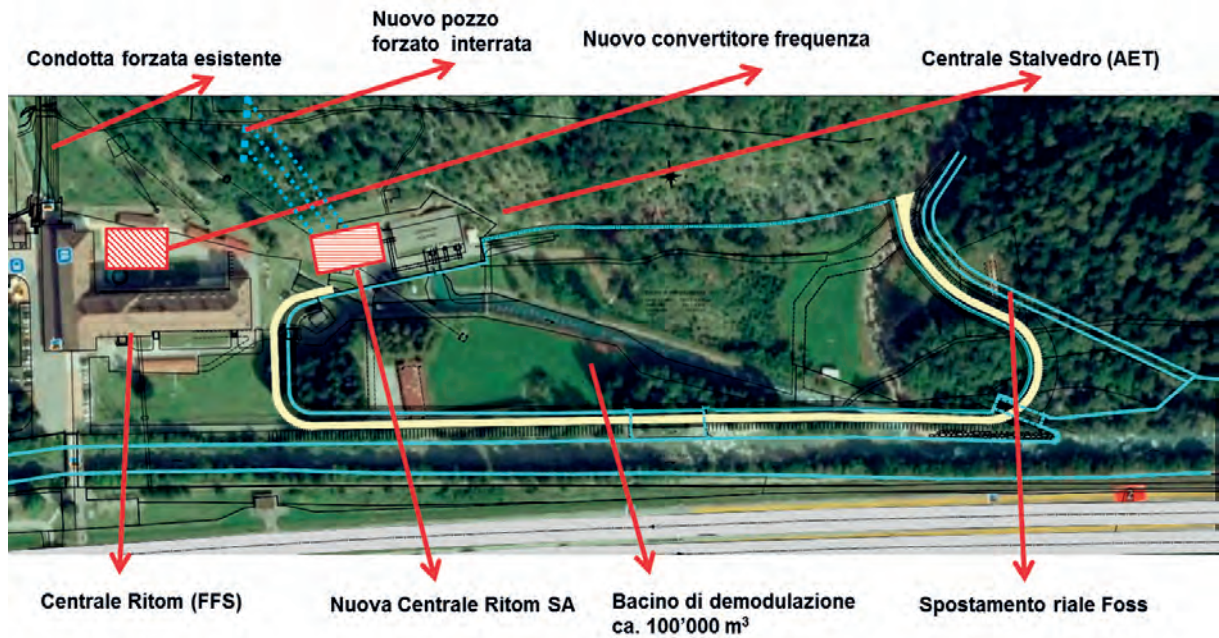 Condotta forzata esistente
Nuovo pozzo
forzato interrata
Nuovo convertitore frequenza
Centrale Stalvedro (AET)
Centrale Ritom (FFS)
Nuova Centrale Ritom SA
Bacino di demodulazione
ca. 100'000 m³
Spostamento riale Foss